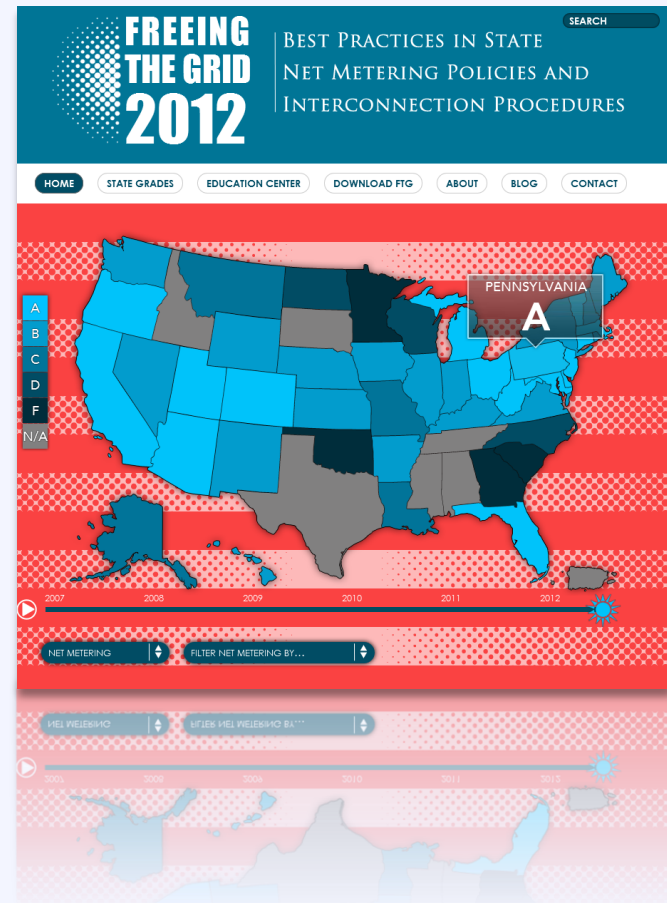 SEARCH
FREEING
THE GRID
2012
BEST PRACTICES IN STATE
NET METERING POLICIES AND
INTERCONNECTION PROCEDURES
HOME
STATE GRADES
EDUCATION CENTER
DOWNLOAD FTG
ABOUT
BLOG
CONTACT
PENNSYLVANIA
A
A
B
C
D
F
N/A
2007
2008
2009
2010
2011
2012
NET METERING
FILTER NET METERING BY...